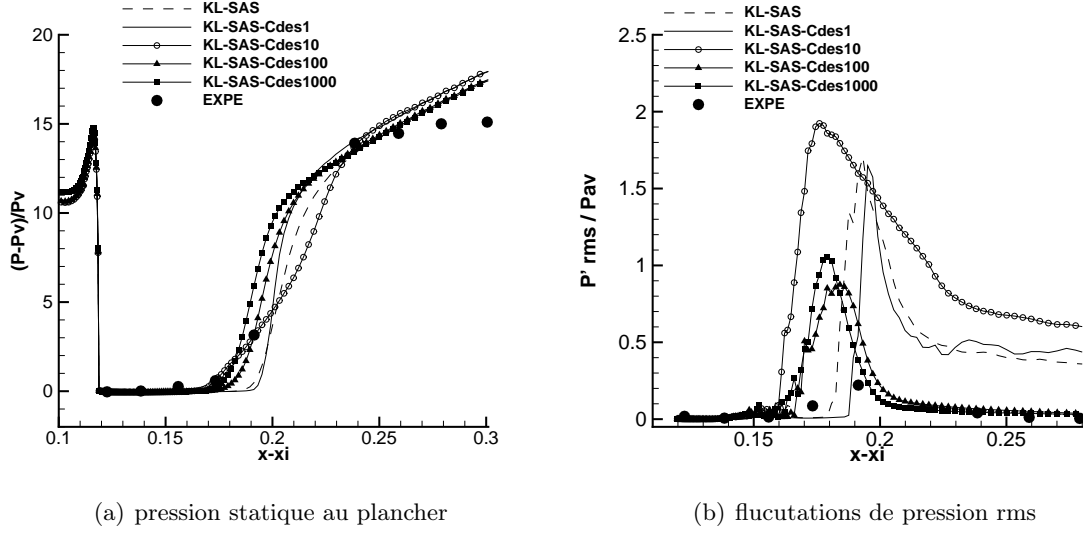 KL-SAS
KL-SAS-Cdes1
KL-SAS-Cdes10
KL-SAS-Cdes100
KL-SAS-Cdes1000
EXPE
(P-Pv)/Pv
20
15
10
5
0
0.1
0.15
0.2
0.25
0.3
x-xi
(a) pression statique au plancher
KL-SAS
KL-SAS-Cdes1
KL-SAS-Cdes10
KL-SAS-Cdes100
KL-SAS-Cdes1000
EXPE
P' rms / Pav
2.5
2
1.5
1
0.5
0
0.15
0.2
0.25
x-xi
(b) flucutations de pression rms